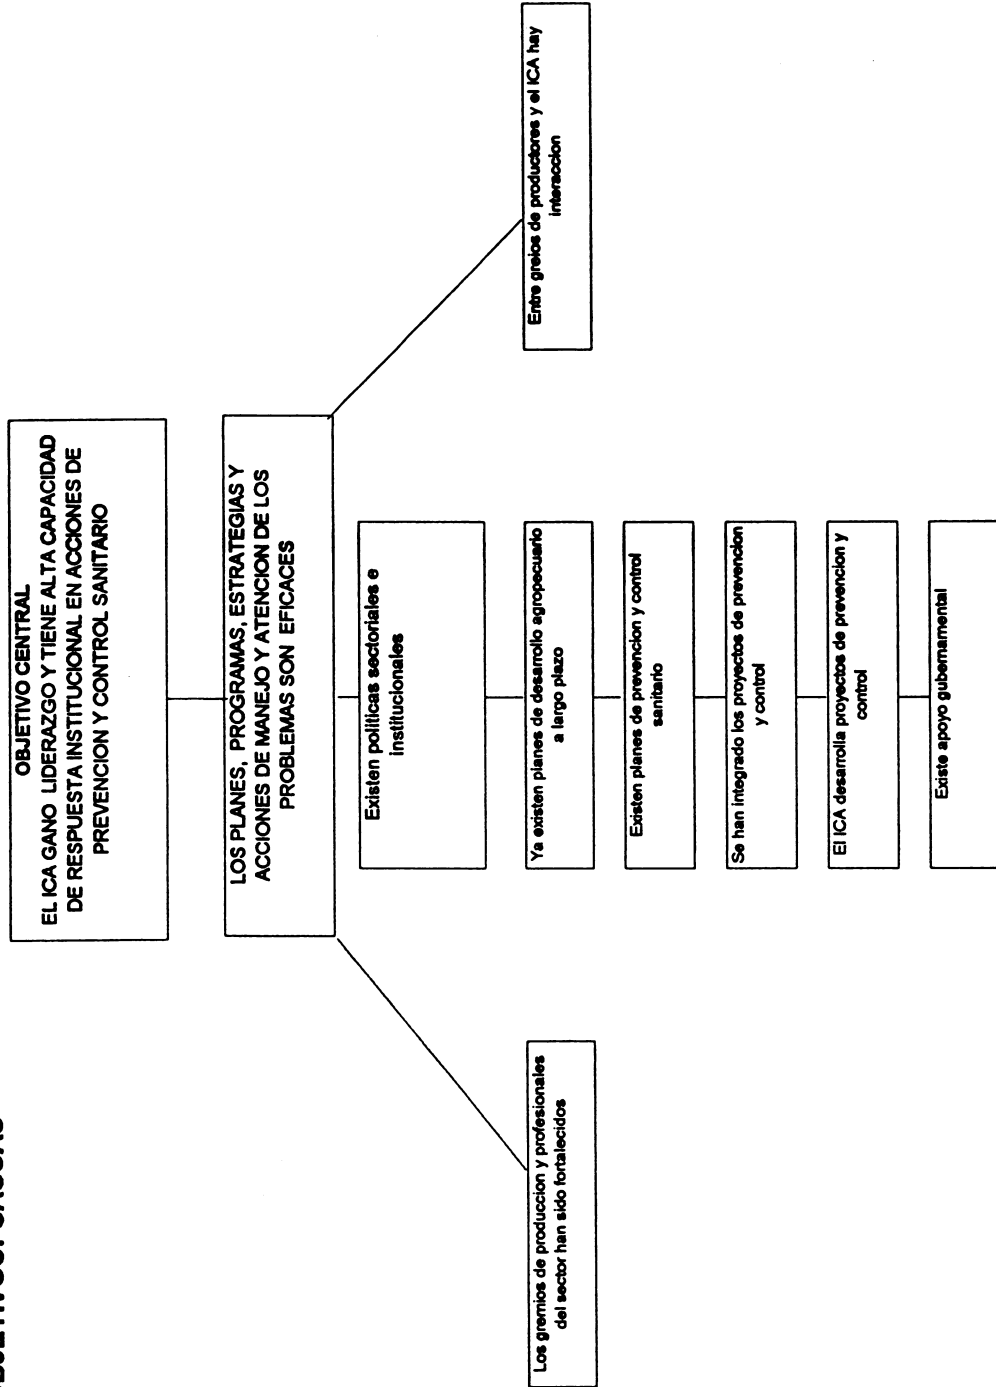 OBJETIVO CENTRAL
EL ICA GANO LIDERAZGO Y TIENE ALTA CAPACIDAD
DE RESPUESTA INSTITUCIONAL EN ACCIONES DE
PREVENCION Y CONTROL SANITARIO
LOS PLANES, PROGRAMAS, ESTRATEGIAS Y
ACCIONES DE MANEJO Y ATENCION DE LOS
PROBLEMAS SON EFICACES
Los gremios de produccion y profesionales
del sector han sido fortalecidos
Existen politicas sectoriales e
institucionales
Ya existen planes de desarrollo agropecuario
a largo plazo
Existen planes de prevencion y control
sanitario
Se han integrado los proyectos de prevencion
y control
El ICA desarrolla proyectos de prevencion y
control
Existe apoyo gubernamental
Entre greios de productores y el ICA hay
interaccion